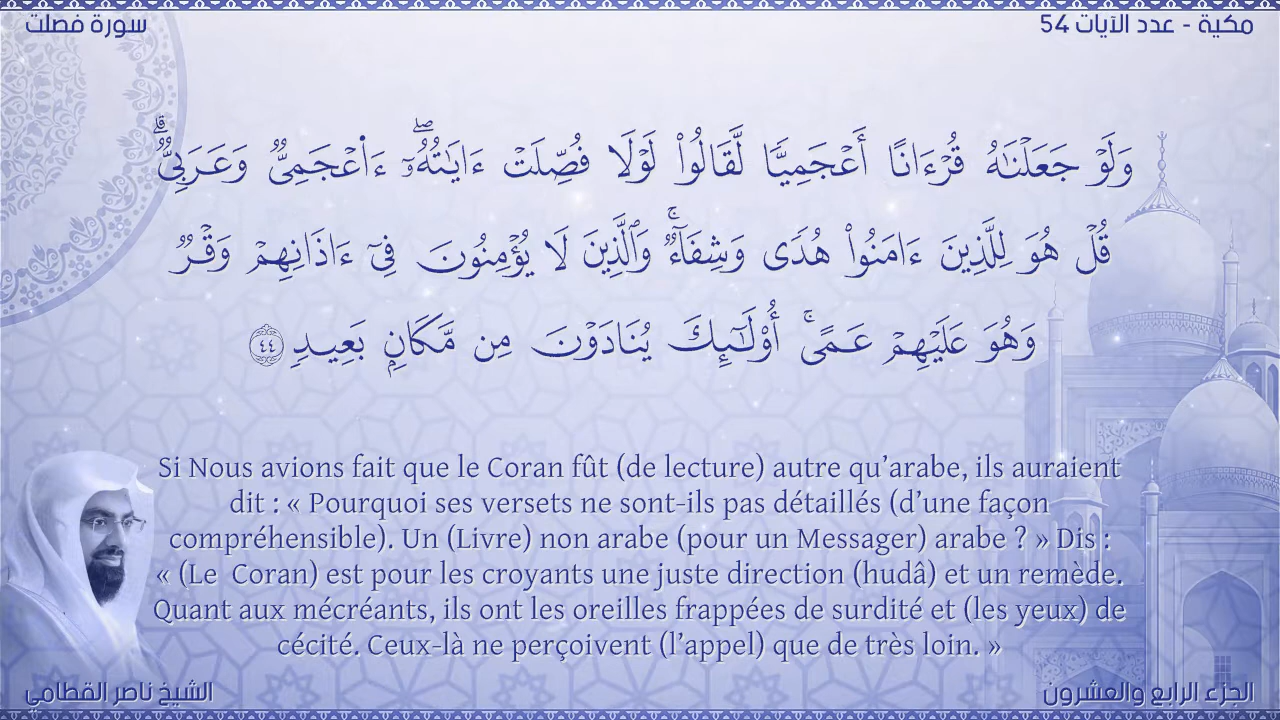 سورة فصلت
مكية - عدد الآيات 54
وَلَوْ جَعَلْنَٰهُ قُرْءَانًا أَعْجَمِيًّا لَّقَالُوا۟ لَوْلَا فُصِّلَتْ ءَايَٰتُهُۥٓ ۖ ءَا۬عْجَمِىٌّ وَعَرَبِىٌّ ۗ
قُلْ هُوَ لِلَّذِينَ ءَامَنُوا۟ هُدًى وَشِفَآءٌ ۖ وَٱلَّذِينَ لَا يُؤْمِنُونَ فِىٓ ءَاذَانِهِمْ وَقْرٌ
وَهُوَ عَلَيْهِمْ عَمًى ۚ أُو۟لَٰٓئِكَ يُنَادَوْنَ مِن مَّكَانٍۭ بَعِيدٍ ٤٤
Si Nous avions fait que le Coran fût (de lecture) autre qu’arabe, ils auraient
dit : « Pourquoi ses versets ne sont-ils pas détaillés (d’une façon
compréhensible). Un (Livre) non arabe (pour un Messager) arabe ? » Dis :
« (Le Coran) est pour les croyants une juste direction (hudâ) et un remède.
Quant aux mécréants, ils ont les oreilles frappées de surdité et (les yeux) de
cécité. Ceux-là ne perçoivent (l’appel) que de très loin. »
الشيخ ناصر القطامي
الجزء الرابع والعشرون